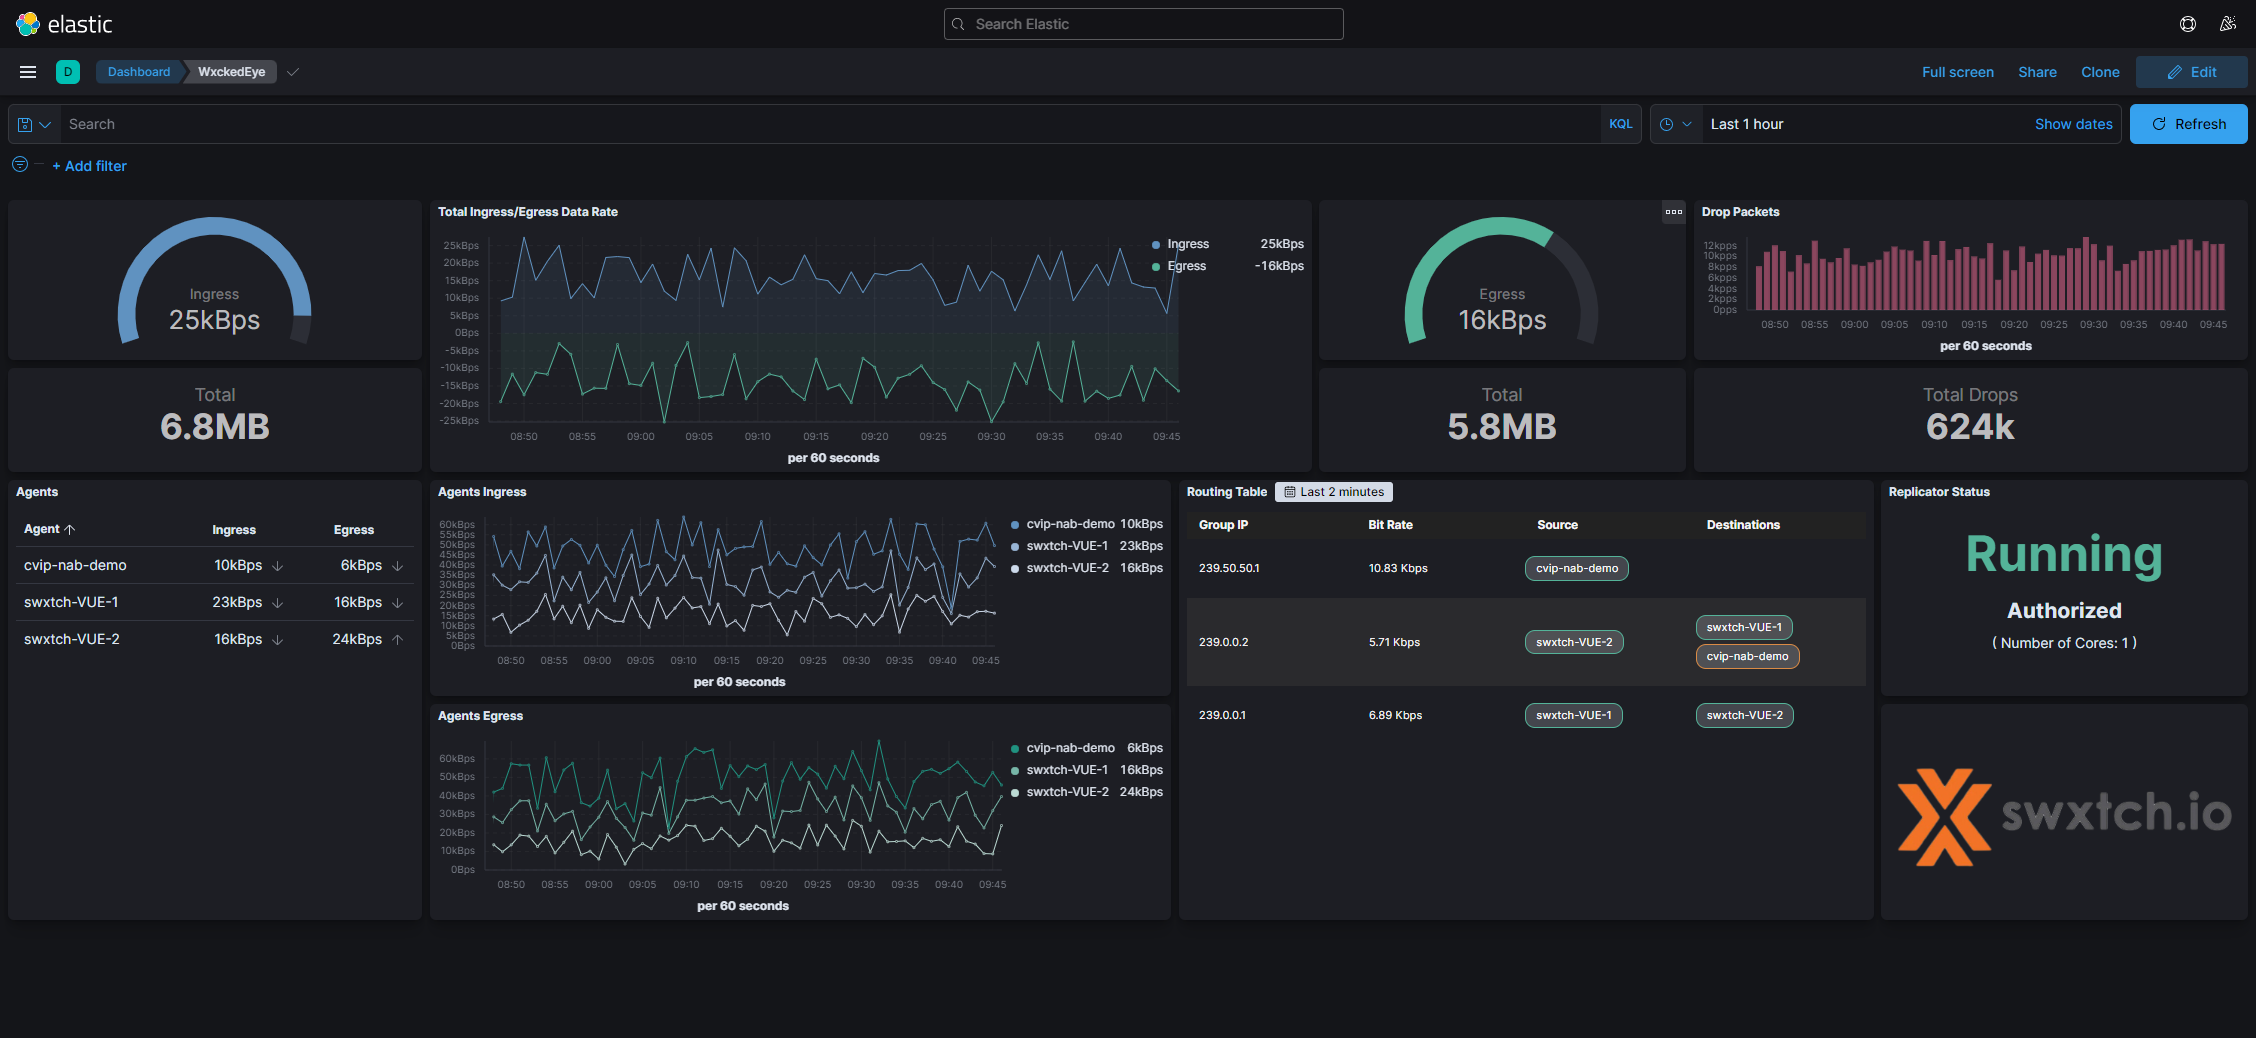 elastic
Search Elastic
D
Dashboard
WxckedEye
Full screen
Share
Clone
Edit
Search
KQL
Last 1 hour
Show dates
Refresh
+ Add filter
Ingress
25kBps
Total Ingress/Egress Data Rate
25kBps
20kBps
15kBps
10kBps
5kBps
0Bps
-5kBps
-10kBps
-15kBps
-20kBps
-25kBps
08:50 08:55 09:00 09:05 09:10 09:15 09:20 09:25 09:30 09:35 09:40 09:45
per 60 seconds
Ingress 25kBps
Egress -16kBps
Egress
16kBps
Drop Packets
12kpps
10kpps
8kpps
6kpps
4kpps
2kpps
0pps
08:50 08:55 09:00 09:05 09:10 09:15 09:20 09:25 09:30 09:35 09:40 09:45
per 60 seconds
Total
6.8MB
Total
5.8MB
Total Drops
624k
Agents
Agent Ingress Egress
cvip-nab-demo 10kBps 6kBps
swxtch-VUE-1 23kBps 16kBps
swxtch-VUE-2 16kBps 24kBps
Agents Ingress
60kBps
55kBps
50kBps
45kBps
40kBps
35kBps
30kBps
25kBps
20kBps
15kBps
10kBps
5kBps
0Bps
08:50 08:55 09:00 09:05 09:10 09:15 09:20 09:25 09:30 09:35 09:40 09:45
per 60 seconds
cvip-nab-demo 10kBps
swxtch-VUE-1 23kBps
swxtch-VUE-2 16kBps
Agents Egress
60kBps
50kBps
40kBps
30kBps
20kBps
10kBps
0Bps
08:50 08:55 09:00 09:05 09:10 09:15 09:20 09:25 09:30 09:35 09:40 09:45
per 60 seconds
cvip-nab-demo 6kBps
swxtch-VUE-1 16kBps
swxtch-VUE-2 24kBps
Routing Table
Last 2 minutes
Group IP Bit Rate Source Destinations
239.50.50.1 10.83 Kbps cvip-nab-demo
239.0.0.2 5.71 Kbps swxtch-VUE-2 swxtch-VUE-1
cvip-nab-demo
239.0.0.1 6.89 Kbps swxtch-VUE-1 swxtch-VUE-2
Replicator Status
Running
Authorized
( Number of Cores: 1 )
swxtch.io